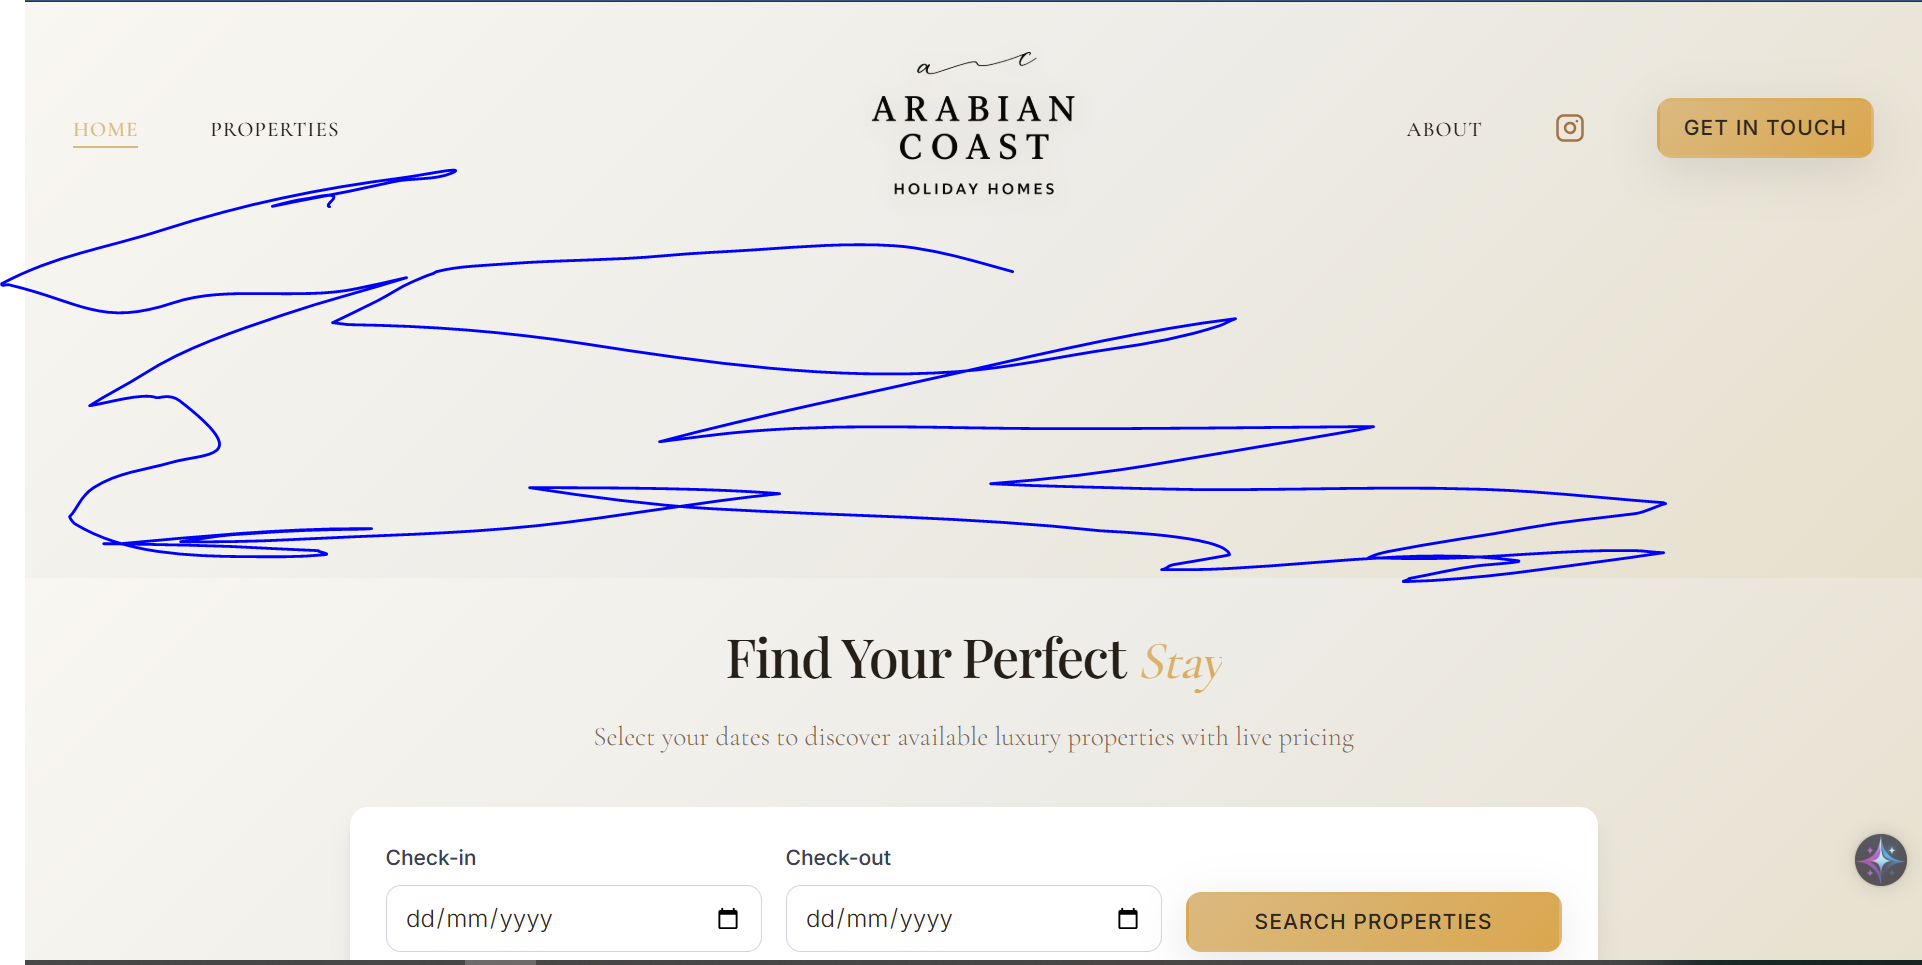 HOME
PROPERTIES
anc
ARABIAN
COAST
HOLIDAY HOMES
ABOUT
GET IN TOUCH
Find Your Perfect Stay
Select your dates to discover available luxury properties with live pricing
Check-in
Check-out
dd/mm/yyyy
dd/mm/yyyy
SEARCH PROPERTIES